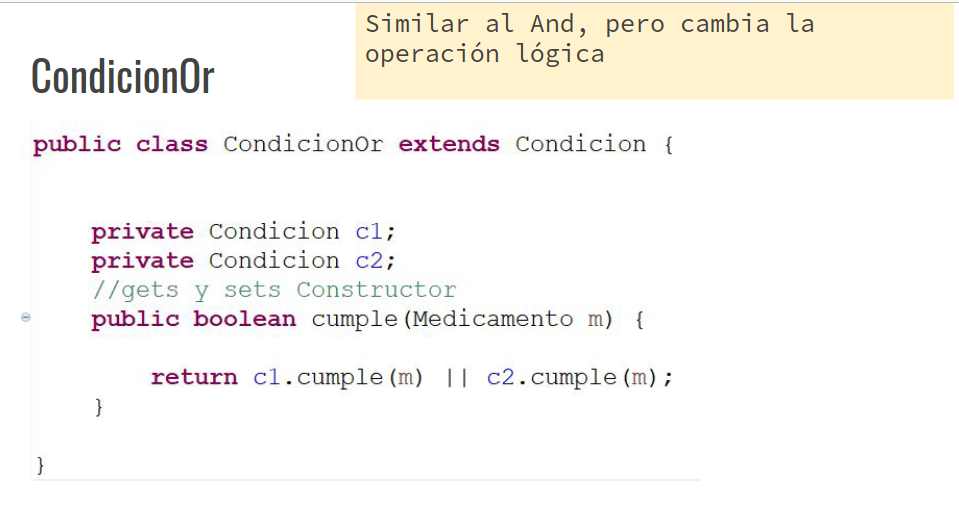 Similar al And, pero cambia la
operación lógica
CondicionOr
public class CondicionOr extends Condicion {
private Condicion c1;
private Condicion c2;
//gets y sets Constructor
public boolean cumple(Medicamento m) {
return c1.cumple(m) || c2.cumple(m);
}
}